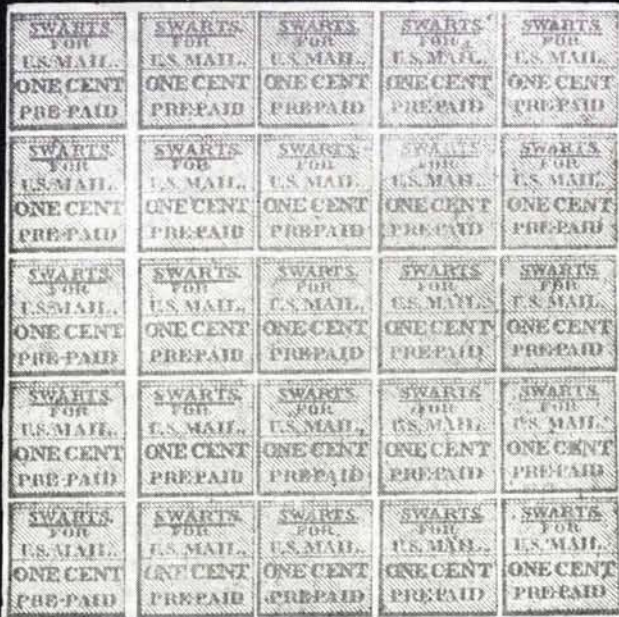 SWARTS. SWARTS. SWARTS. SWARTS. SWARTS.
FOR FOR FOR FOR FOR
U.S. MAIL. U.S. MAIL. U.S. MAIL. U.S. MAIL. U.S. MAIL.
ONE CENT ONE CENT ONE CENT ONE CENT ONE CENT
PRE-PAID PRE-PAID PRE-PAID PRE-PAID PRE-PAID
SWARTS. SWARTS. SWARTS. SWARTS. SWARTS.
FOR FOR FOR FOR FOR
U.S. MAIL. U.S. MAIL. U.S. MAIL. U.S. MAIL. U.S. MAIL.
ONE CENT ONE CENT ONE CENT ONE CENT ONE CENT
PRE-PAID PRE-PAID PRE-PAID PRE-PAID PRE-PAID
SWARTS. SWARTS. SWARTS. SWARTS. SWARTS.
FOR FOR FOR FOR FOR
U.S. MAIL. U.S. MAIL. U.S. MAIL. U.S. MAIL. U.S. MAIL.
ONE CENT ONE CENT ONE CENT ONE CENT ONE CENT
PRE-PAID PRE-PAID PRE-PAID PRE-PAID PRE-PAID
SWARTS. SWARTS. SWARTS. SWARTS. SWARTS.
FOR FOR FOR FOR FOR
U.S. MAIL. U.S. MAIL. U.S. MAIL. U.S. MAIL. U.S. MAIL.
ONE CENT ONE CENT ONE CENT ONE CENT ONE CENT
PRE-PAID PRE-PAID PRE-PAID PRE-PAID PRE-PAID
SWARTS. SWARTS. SWARTS. SWARTS. SWARTS.
FOR FOR FOR FOR FOR
U.S. MAIL. U.S. MAIL. U.S. MAIL. U.S. MAIL. U.S. MAIL.
ONE CENT ONE CENT ONE CENT ONE CENT ONE CENT
PRE-PAID PRE-PAID PRE-PAID PRE-PAID PRE-PAID